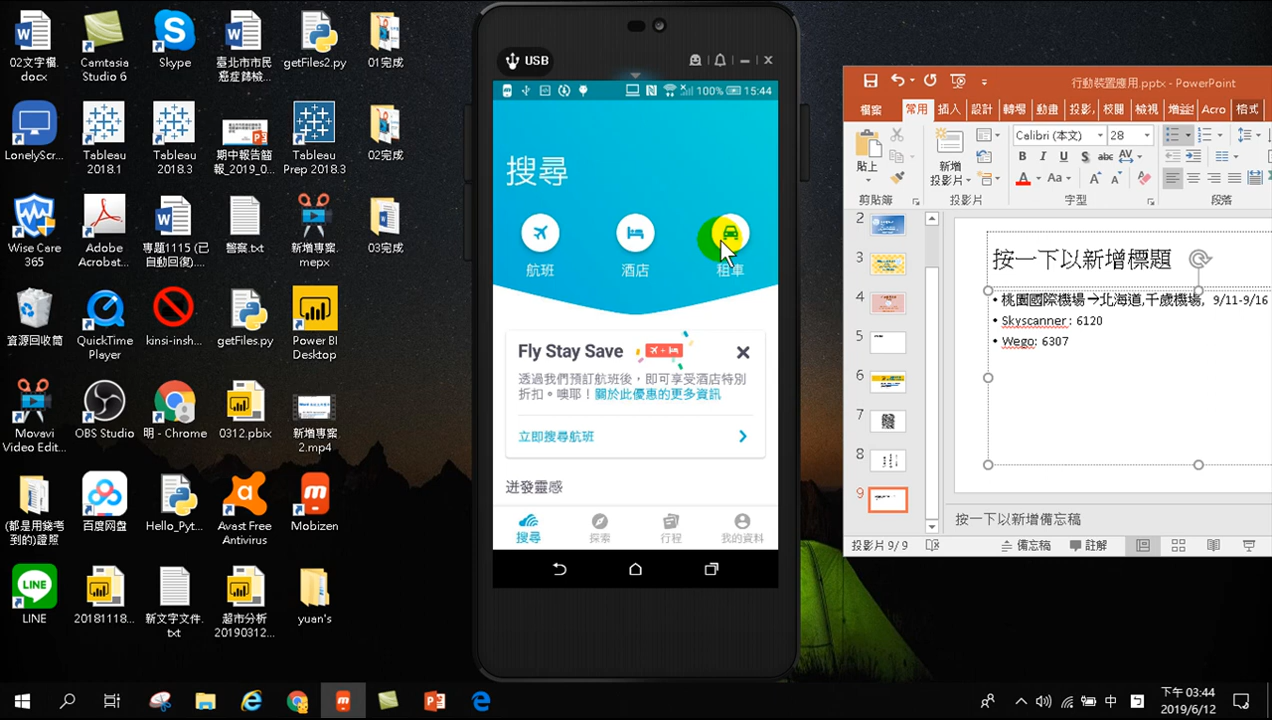 02文字檔.
docx
Camtasia
Studio 6
Skype
臺北市市民
癌症篩檢...
getFiles2.py
01完成
LonelyScr...
Tableau
2018.1
Tableau
2018.3
期中報告簡
報_2019_0...
Tableau
Prep 2018.3
02完成
Wise Care
365
Adobe
Acrobat...
專題1115 (已
自動回復)...
警察.txt
新增專案.
mepx
03完成
資源回收筒
QuickTime
Player
kinsi-insh...
getFiles.py
Power BI
Desktop
Movavi
Video Edit...
OBS Studio
明 - Chrome
0312.pbix
新增專案
2.mp4
(都是用幾考
到的)證照
百度网盘
Hello_Pyt...
Avast Free
Antivirus
Mobizen
LINE
20181118...
新文字文件.
txt
超市分析
20190312...
yuan's
USB
100%
15:44
搜尋
航班
酒店
租車
Fly Stay Save
透過我們預訂航班後，即可享受酒店特別
折扣。噢耶！關於此優惠的更多資訊
立即搜尋航班
迸發靈感
搜尋
探索
行程
我的資料
行動裝置應用.pptx - PowerPoint
檔案
常用
插入
設計
轉場
動畫
投影
校閱
檢視
增益
Acro
格式
貼上
新增
投影片
Calibri (本文)
28
B I U S abc AV
A Aa A A
剪貼簿
投影片
字型
段落
2
3
4
5
6
7
8
9
按一下以新增標題
• 桃園國際機場→北海道,千歲機場, 9/11-9/16
• Skyscanner : 6120
• Wego: 6307
按一下以新增備忘稿
投影片 9/9
備忘稿
註解
中
下午 03:44
2019/6/12